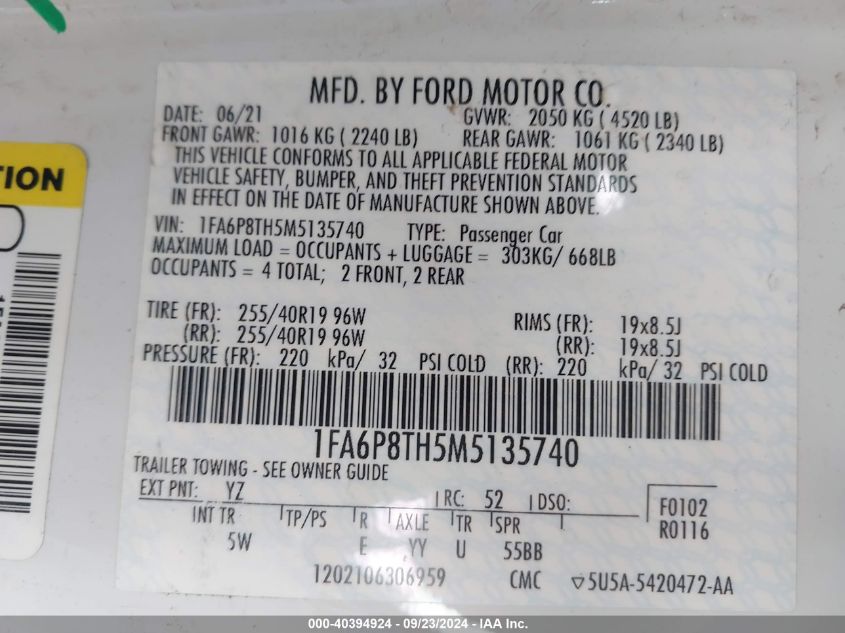 MFD. BY FORD MOTOR CO.
DATE: 06/21 GVWR: 2050 KG ( 4520 LB)
FRONT GAWR: 1016 KG ( 2240 LB) REAR GAWR: 1061 KG ( 2340 LB)
THIS VEHICLE CONFORMS TO ALL APPLICABLE FEDERAL MOTOR
VEHICLE SAFETY, BUMPER, AND THEFT PREVENTION STANDARDS
IN EFFECT ON THE DATE OF MANUFACTURE SHOWN ABOVE.
VIN: 1FA6P8TH5M5135740 TYPE: Passenger Car
MAXIMUM LOAD = OCCUPANTS + LUGGAGE = 303KG/ 668LB
OCCUPANTS = 4 TOTAL; 2 FRONT, 2 REAR
TIRE (FR): 255/40R19 96W RIMS (FR): 19x8.5J
(RR): 255/40R19 96W (RR): 19x8.5J
PRESSURE (FR): 220 kPa/ 32 PSI COLD (RR): 220 kPa/ 32 PSI COLD
1FA6P8TH5M5135740
TRAILER TOWING - SEE OWNER GUIDE
EXT PNT: YZ RC: 52 DSO: F0102
INT TR TP/PS R AXLE TR SPR R0116
5W E YY U 55BB
1202106306959 CMC 5U5A-5420472-AA
TION
000-40394924 - 09/23/2024 - IAA Inc.